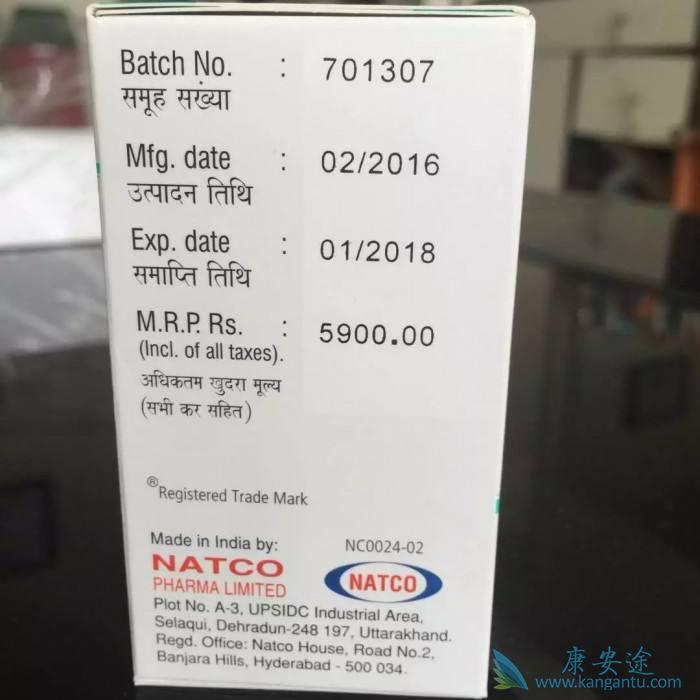 Batch No. : 701307
समूह सख्ंया
Mfg. date : 02/2016
उत्पादन तिथि
Exp. date : 01/2018
समाप्ति तिथि
M.R.P. Rs. : 5900.00
(Incl. of all taxes).
अधिकतम खुदरा मूल्य
(सभी कर सहित)
®Registered Trade Mark
Made in India by: NC0024-02
NATCO
PHARMA LIMITED
NATCO
Plot No. A-3, UPSIDC Industrial Area,
Selaqui, Dehradun-248 197, Uttarakhand.
Regd. Office: Natco House, Road No.2,
Banjara Hills, Hyderabad - 500 034.
康安途
www.kangantu.com